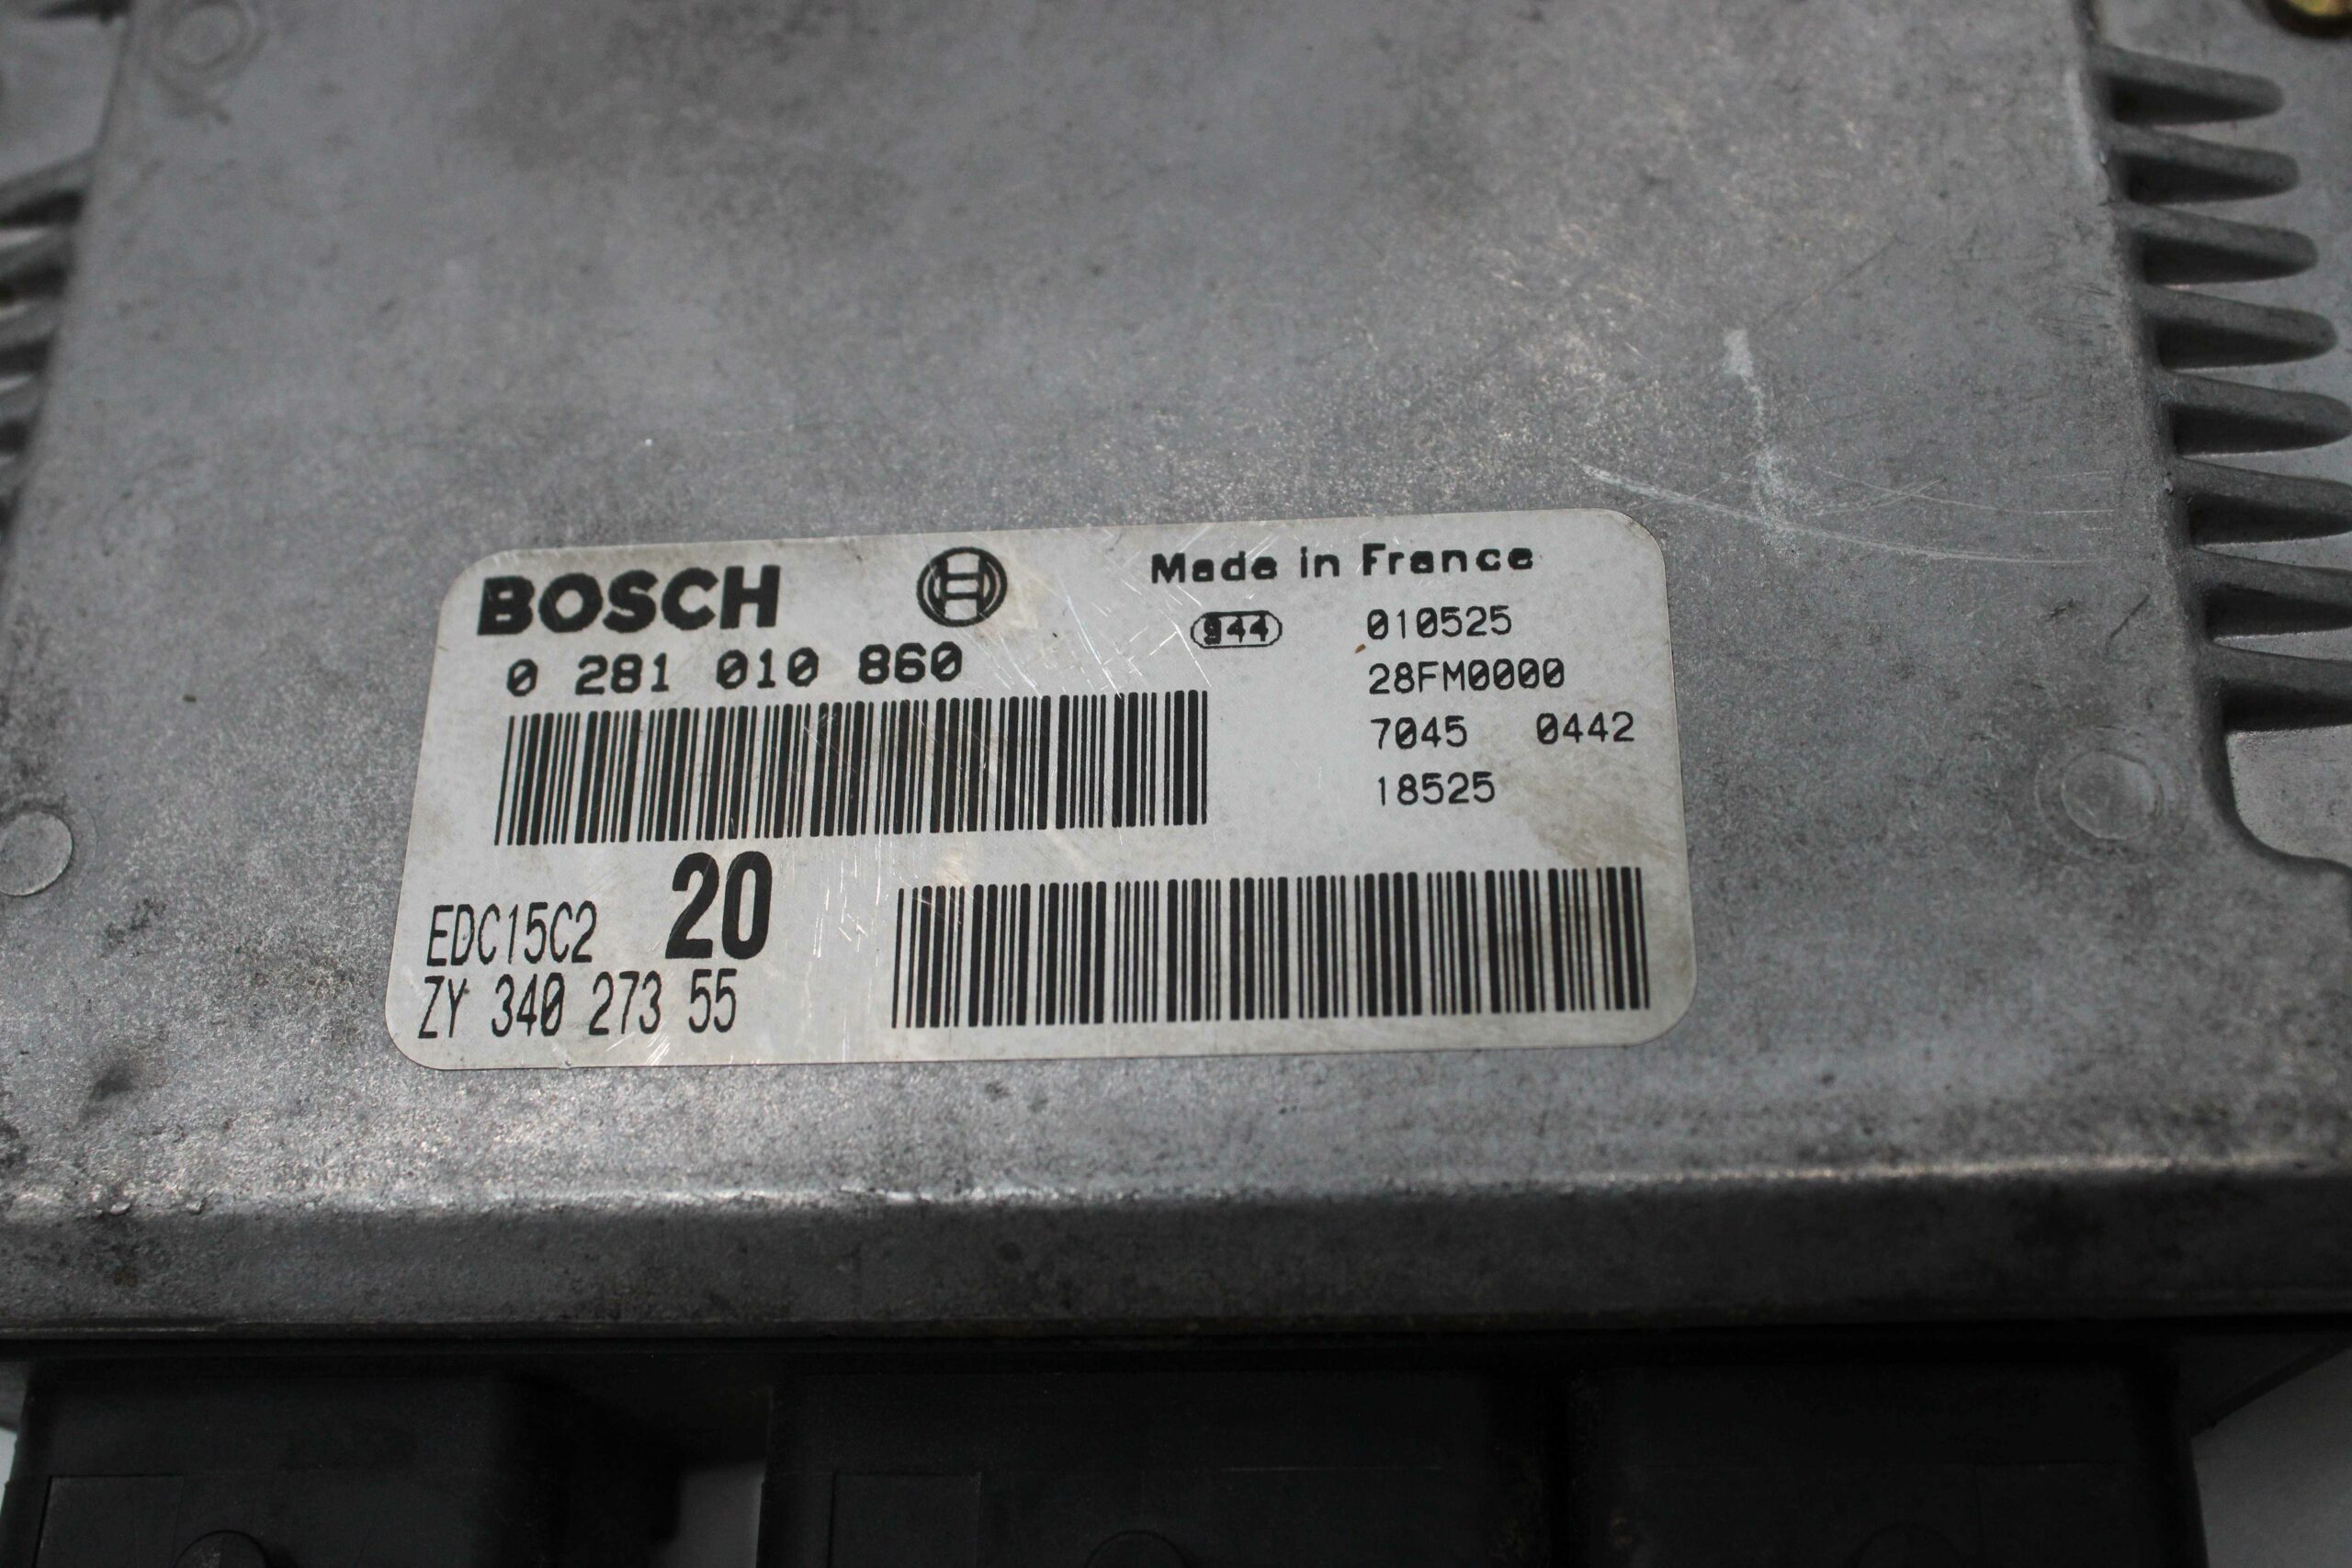 BOSCH
0 281 010 860
Made in France
944 010525
28FM0000
7045 0442
18525
EDC15C2 20
ZY 340 273 55